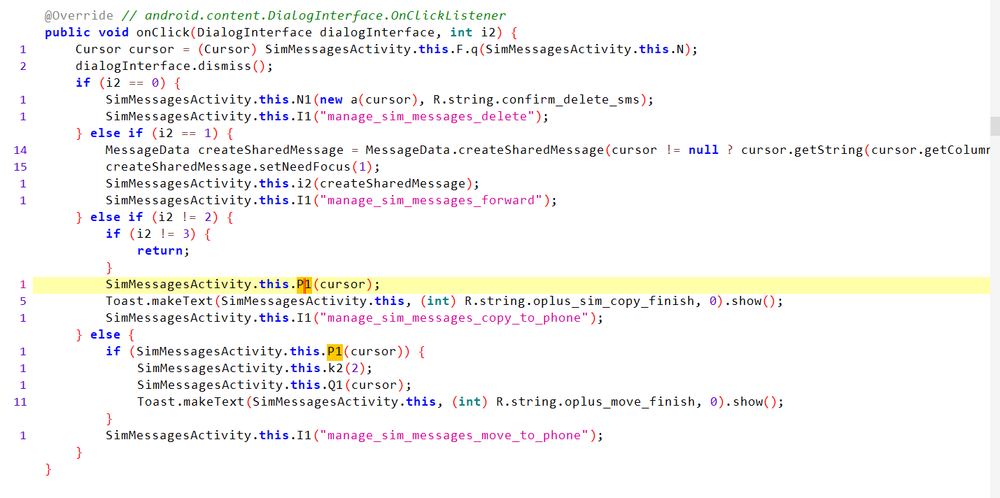 @Override // android.content.DialogInterface.OnClickListener
public void onClick(DialogInterface dialogInterface, int i2) {
1 Cursor cursor = (Cursor) SimMessagesActivity.this.F.q(SimMessagesActivity.this.N);
2 dialogInterface.dismiss();
if (i2 == 0) {
1 SimMessagesActivity.this.N1(new a(cursor), R.string.confirm_delete_sms);
1 SimMessagesActivity.this.I1("manage_sim_messages_delete");
} else if (i2 == 1) {
14 MessageData createSharedMessage = MessageData.createSharedMessage(cursor != null ? cursor.getString(cursor.getColumn
15 createSharedMessage.setNeedFocus(1);
1 SimMessagesActivity.this.i2(createSharedMessage);
1 SimMessagesActivity.this.I1("manage_sim_messages_forward");
} else if (i2 != 2) {
if (i2 != 3) {
return;
}
1 SimMessagesActivity.this.P1(cursor);
5 Toast.makeText(SimMessagesActivity.this, (int) R.string.oplus_sim_copy_finish, 0).show();
1 SimMessagesActivity.this.I1("manage_sim_messages_copy_to_phone");
} else {
1 if (SimMessagesActivity.this.P1(cursor)) {
1 SimMessagesActivity.this.k2(2);
1 SimMessagesActivity.this.Q1(cursor);
11 Toast.makeText(SimMessagesActivity.this, (int) R.string.oplus_move_finish, 0).show();
}
1 SimMessagesActivity.this.I1("manage_sim_messages_move_to_phone");
}
}